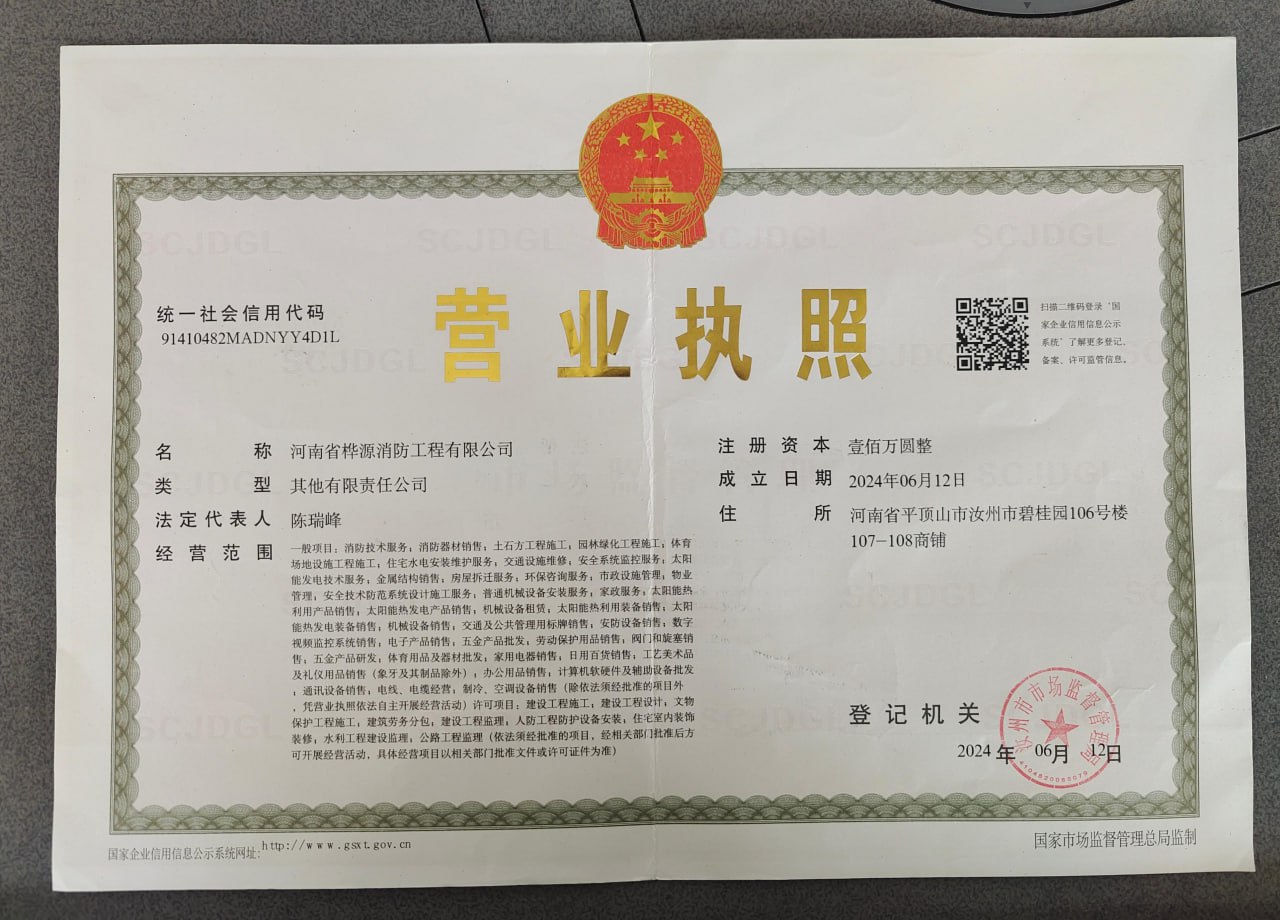 营业执照
统一社会信用代码
91410482MADNYY4D1L
扫描二维码登录‘国
家企业信用信息公示
系统’了解更多登记、
备案、许可监管信息。
名称 河南省桦源消防工程有限公司
类型 其他有限责任公司
法定代表人 陈瑞峰
经营范围 一般项目：消防技术服务；消防器材销售；土石方工程施工；园林绿化工程施工；体育
场地设施工程施工；住宅水电安装维护服务；交通设施维修；安全系统监控服务；太阳
能发电技术服务；金属结构销售；房屋拆迁服务；环保咨询服务；市政设施管理；物业
管理；安全技术防范系统设计施工服务；普通机械设备安装服务；家政服务；太阳能热
利用产品销售；太阳能热发电产品销售；机械设备租赁；太阳能热利用装备销售；太阳
能热发电装备销售；机械设备销售；交通及公共管理用标牌销售；安防设备销售；数字
视频监控系统销售；电子产品销售；五金产品批发；劳动保护用品销售；阀门和旋塞销
售；五金产品研发；体育用品及器材批发；家用电器销售；日用百货销售；工艺美术品
及礼仪用品销售（象牙及其制品除外）；办公用品销售；计算机软硬件及辅助设备批发
；通讯设备销售；电线、电缆经营；制冷、空调设备销售（除依法须经批准的项目外
，凭营业执照依法自主开展经营活动）许可项目：建设工程施工；建设工程设计；文物
保护工程施工；建筑劳务分包；建设工程监理；人防工程防护设备安装；住宅室内装饰
装修；水利工程建设监理；公路工程监理（依法须经批准的项目，经相关部门批准后方
可开展经营活动，具体经营项目以相关部门批准文件或许可证件为准）
注册资本 壹佰万圆整
成立日期 2024年06月12日
住所 河南省平顶山市汝州市碧桂园106号楼
107-108商铺
登记机关
汝州市市场监督管理局
2024年06月12日
国家企业信用信息公示系统网址：http://www.gsxt.gov.cn
国家市场监督管理总局监制